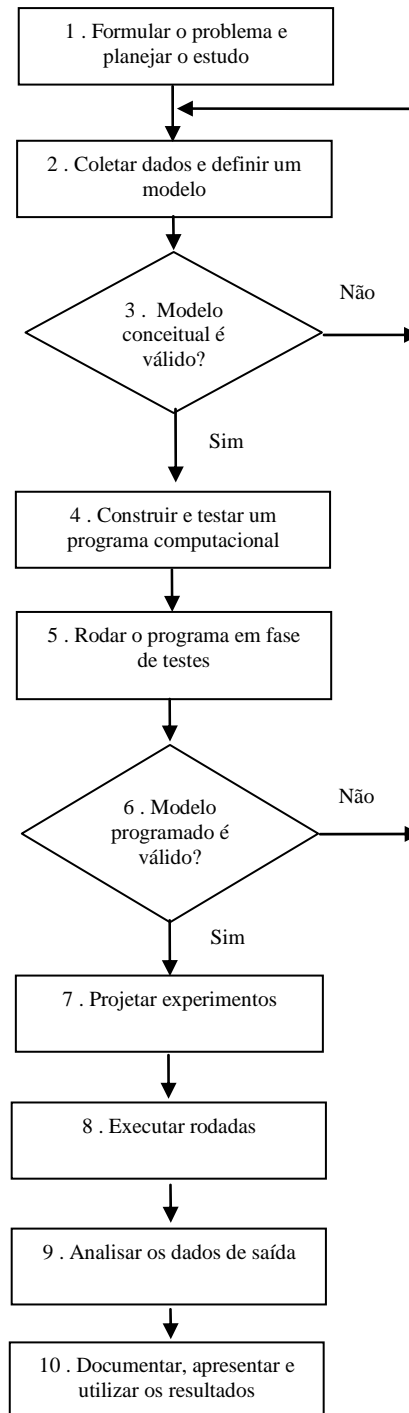 1 . Formular o problema e
planejar o estudo
2 . Coletar dados e definir um
modelo
3 .  Modelo
conceitual é
válido?
Não
Sim
4 . Construir e testar um
programa computacional
5 . Rodar o programa em fase
de testes
6 . Modelo
programado é
válido?
Não
Sim
7 . Projetar experimentos
8 . Executar rodadas
9 . Analisar os dados de saída
10 . Documentar, apresentar e
utilizar os resultados